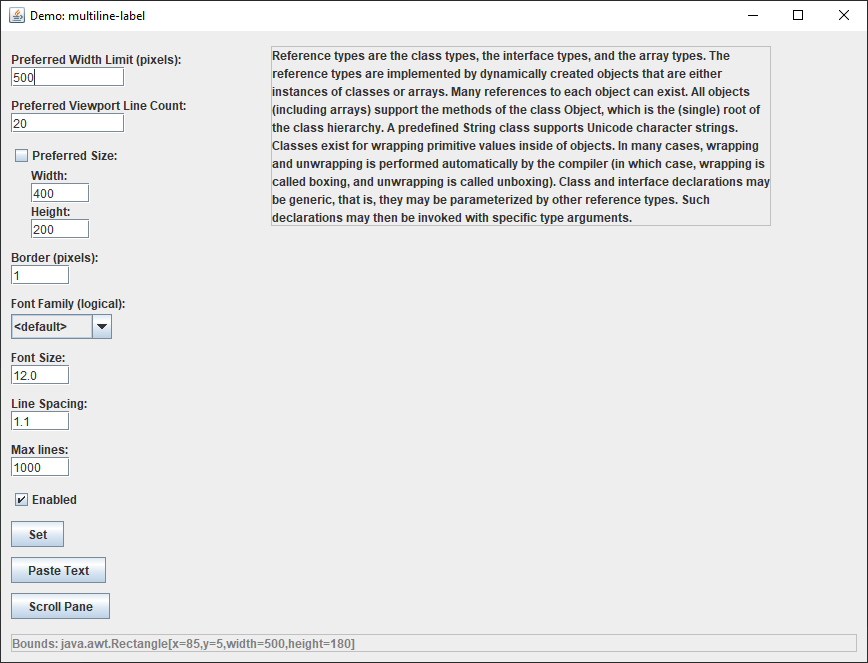 Demo: multiline-label
Preferred Width Limit (pixels):
500
Preferred Viewport Line Count:
20
Preferred Size:
Width:
400
Height:
200
Border (pixels):
1
Font Family (logical):
<default>
Font Size:
12.0
Line Spacing:
1.1
Max lines:
1000
Enabled
Set
Paste Text
Scroll Pane
Reference types are the class types, the interface types, and the array types. The
reference types are implemented by dynamically created objects that are either
instances of classes or arrays. Many references to each object can exist. All objects
(including arrays) support the methods of the class Object, which is the (single) root of
the class hierarchy. A predefined String class supports Unicode character strings.
Classes exist for wrapping primitive values inside of objects. In many cases, wrapping
and unwrapping is performed automatically by the compiler (in which case, wrapping is
called boxing, and unwrapping is called unboxing). Class and interface declarations may
be generic, that is, they may be parameterized by other reference types. Such
declarations may then be invoked with specific type arguments.
Bounds: java.awt.Rectangle[x=85,y=5,width=500,height=180]